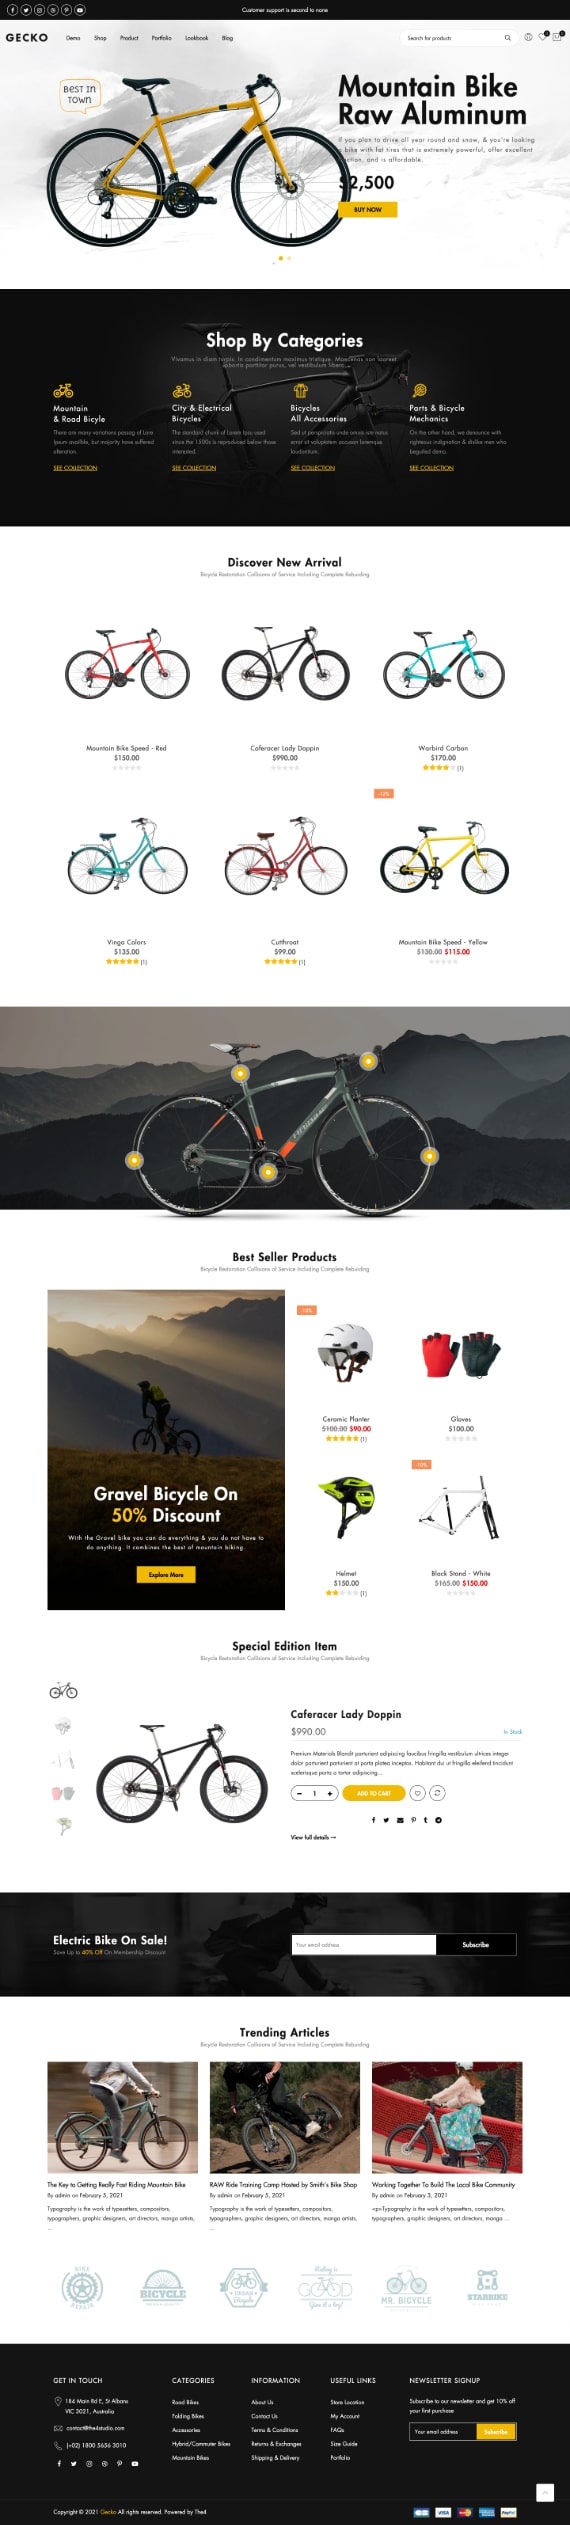 Customer support is second to none
GECKO
Demo
Shop
Product
Portfolio
Lookbook
Blog
Search for products
0
0
BEST IN
TOWN
Mountain Bike
Raw Aluminum
If you plan to drive all year round and snow, & you're looking
a bike with fat tires that is extremely powerful, offer excellent
traction, and is affordable.
$2,500
BUY NOW
Shop By Categories
Vivamus in diam turpis. In condimentum maximus tristique. Maecenas non laoreet
lobortis porttitor purus, vel vestibulum libero
Mountain
& Road Bicyle
There are many variations passing of Lore
Ipsum availble, but majority have suffered
alteration.
SEE COLLECTION
City & Electrical
Bicycles
The standard chunk of Lorem Ipsu used
since the 1500s is reproduced below those
interested.
SEE COLLECTION
Bicycles
All Accessories
Sed ut perspiciatis unde omnis iste natus
error sit voluptatem accusan loremque
laudantium.
SEE COLLECTION
Parts & Bicycle
Mechanics
On the other hand, we denounce with
righteous indignation & dislike men who
beguiled demo.
SEE COLLECTION
Discover New Arrival
Bicycle Restoration Collisions of Service Including Complete Rebuiding
Mountain Bike Speed - Red
$150.00
Caferacer Lady Doppin
$990.00
Warbird Carbon
$170.00
(1)
-12%
Vinga Colors
$135.00
(1)
Cutthroat
$99.00
(1)
Mountain Bike Speed - Yellow
$130.00 $115.00
Best Seller Products
Bicycle Restoration Collisions of Service Including Complete Rebuiding
Gravel Bicycle On
50% Discount
With the Gravel bike you can do everything & you do not have to
do anything. It combines the best of mountain biking.
Explore More
-10%
Ceramic Planter
$100.00 $90.00
(1)
Gloves
$100.00
Helmet
$150.00
(1)
-10%
Black Stand - White
$165.00 $150.00
Special Edition Item
Bicycle Restoration Collisions of Service Including Complete Rebuiding
Caferacer Lady Doppin
$990.00
In Stock
Premium Materials Blandit parturient adipiscing faucibus fringilla vestibulum ultrices integer
dolor parturient parturient at porta platea inceptos. Habitant dui ut fringilla eleifend tincidunt
scelerisque porta a tortor adipiscing...
- 1 +
ADD TO CART
View full details
Electric Bike On Sale!
Save Up to 40% Off On Membership Discount
Your email address
Subscribe
Trending Articles
Bicycle Restoration Collisions of Service Including Complete Rebuiding
The Key to Getting Really Fast Riding Mountain Bike
By admin on February 5, 2021
Typography is the work of typesetters, compositors,
typographers, graphic designers, art directors, manga artists,
...
RAW Ride Training Camp Hosted by Smith's Bike Shop
By admin on February 5, 2021
Typography is the work of typesetters, compositors,
typographers, graphic designers, art directors, manga artists,
...
Working Together To Build The Local Bike Community
By admin on February 3, 2021
<p>Typography is the work of typesetters, compositors,
typographers, graphic designers, art directors, manga ...
BIKE
REPAIR
BICYCLE
URBAN
Bicycle
Riding is
GOOD
Give it a try!
MR. BICYCLE
STARBIKE
GET IN TOUCH
184 Main Rd E, St Albans
VIC 3021, Australia
contact@the4studio.com
(+02) 1800 5656 3010
CATEGORIES
Road Bikes
Folding Bikes
Accessories
Hybrid/Commuter Bikes
Mountain Bikes
INFORMATION
About Us
Contact Us
Terms & Conditions
Returns & Exchanges
Shipping & Delivery
USEFUL LINKS
Store Location
My Account
FAQs
Size Guide
Portfolio
NEWSLETTER SIGNUP
Subscribe to our newsletter and get 10% off
your first purchase
Your email address
Subscribe
Copyright © 2021 Gecko All rights reserved. Powered by The4
VISA
PayPal